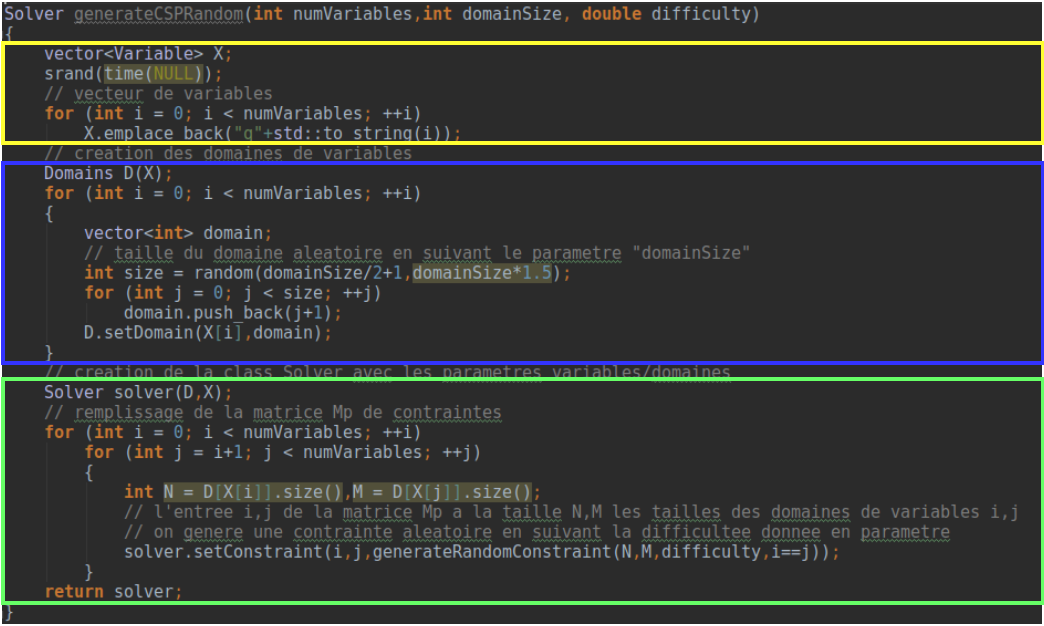 Solver generateCSPRandom(int numVariables,int domainSize, double difficulty)
{
    vector<Variable> X;
    srand(time(NULL));
    // vecteur de variables
    for (int i = 0; i < numVariables; ++i)
        X.emplace_back("q"+std::to_string(i));
    // creation des domaines de variables
    Domains D(X);
    for (int i = 0; i < numVariables; ++i)
    {
        vector<int> domain;
        // taille du domaine aleatoire en suivant le parametre "domainSize"
        int size = random(domainSize/2+1,domainSize*1.5);
        for (int j = 0; j < size; ++j)
            domain.push_back(j+1);
        D.setDomain(X[i],domain);
    }
    // creation de la class Solver avec les parametres variables/domaines
    Solver solver(D,X);
    // remplissage de la matrice Mp de contraintes
    for (int i = 0; i < numVariables; ++i)
        for (int j = i+1; j < numVariables; ++j)
        {
            int N = D[X[i]].size(),M = D[X[j]].size();
            // l'entree i,j de la matrice Mp a la taille N,M les tailles des domaines de variables i,j
            // on genere une contrainte aleatoire en suivant la difficultee donnee en parametre
            solver.setConstraint(i,j,generateRandomConstraint(N,M,difficulty,i==j));
        }
    return solver;
}